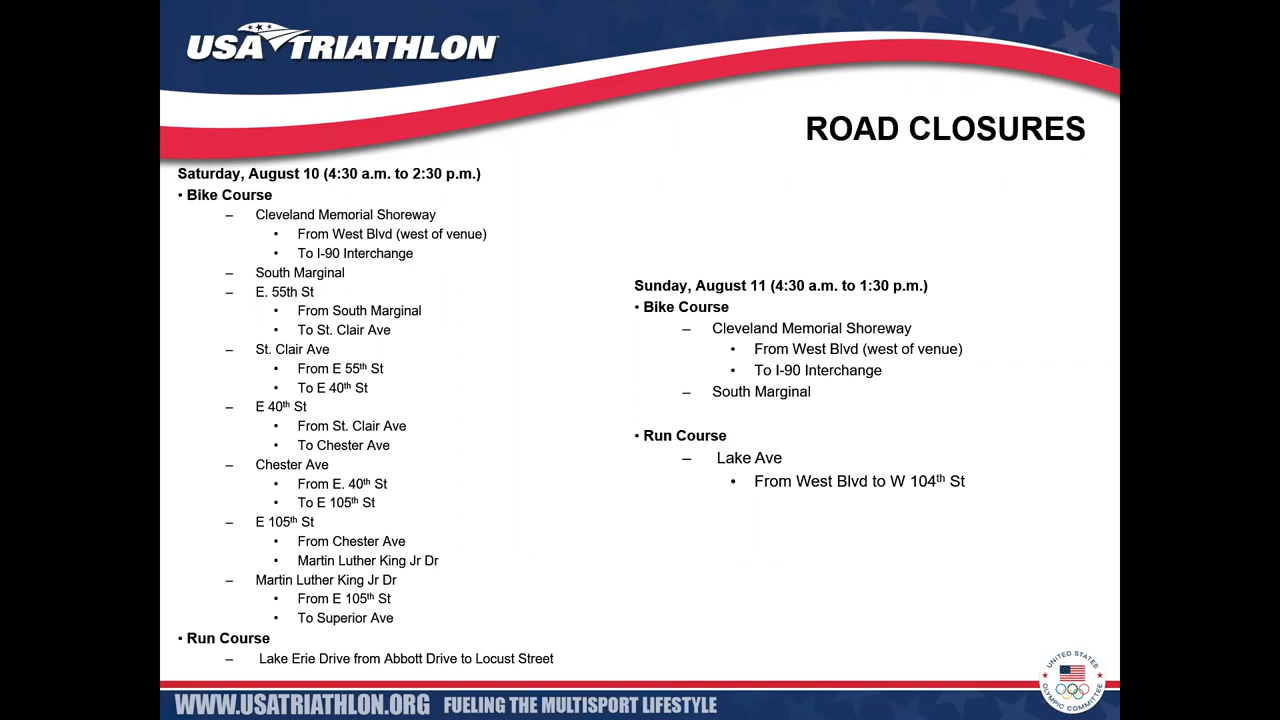 USA TRIATHLON
ROAD CLOSURES
Saturday, August 10 (4:30 a.m. to 2:30 p.m.)
• Bike Course
– Cleveland Memorial Shoreway
• From West Blvd (west of venue)
• To I-90 Interchange
– South Marginal
– E. 55th St
• From South Marginal
• To St. Clair Ave
– St. Clair Ave
• From E 55th St
• To E 40th St
– E 40th St
• From St. Clair Ave
• To Chester Ave
– Chester Ave
• From E. 40th St
• To E 105th St
– E 105th St
• From Chester Ave
• Martin Luther King Jr Dr
– Martin Luther King Jr Dr
• From E 105th St
• To Superior Ave
• Run Course
– Lake Erie Drive from Abbott Drive to Locust Street
Sunday, August 11 (4:30 a.m. to 1:30 p.m.)
• Bike Course
– Cleveland Memorial Shoreway
• From West Blvd (west of venue)
• To I-90 Interchange
– South Marginal
• Run Course
– Lake Ave
• From West Blvd to W 104th St
UNITED STATES
OLYMPIC COMMITTEE
WWW.USATRIATHLON.ORG FUELING THE MULTISPORT LIFESTYLE